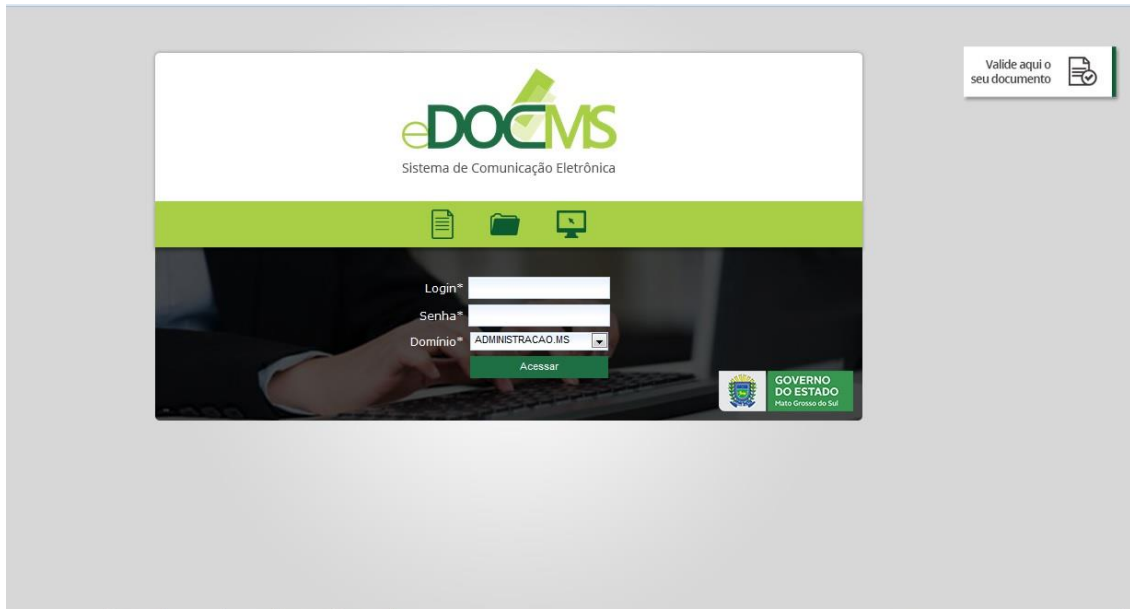 Valide aqui o
seu documento
eDOCMS
Sistema de Comunicação Eletrônica
Login*
Senha*
Domínio* ADMINISTRACAO.MS
Acessar
GOVERNO
DO ESTADO
Mato Grosso do Sul